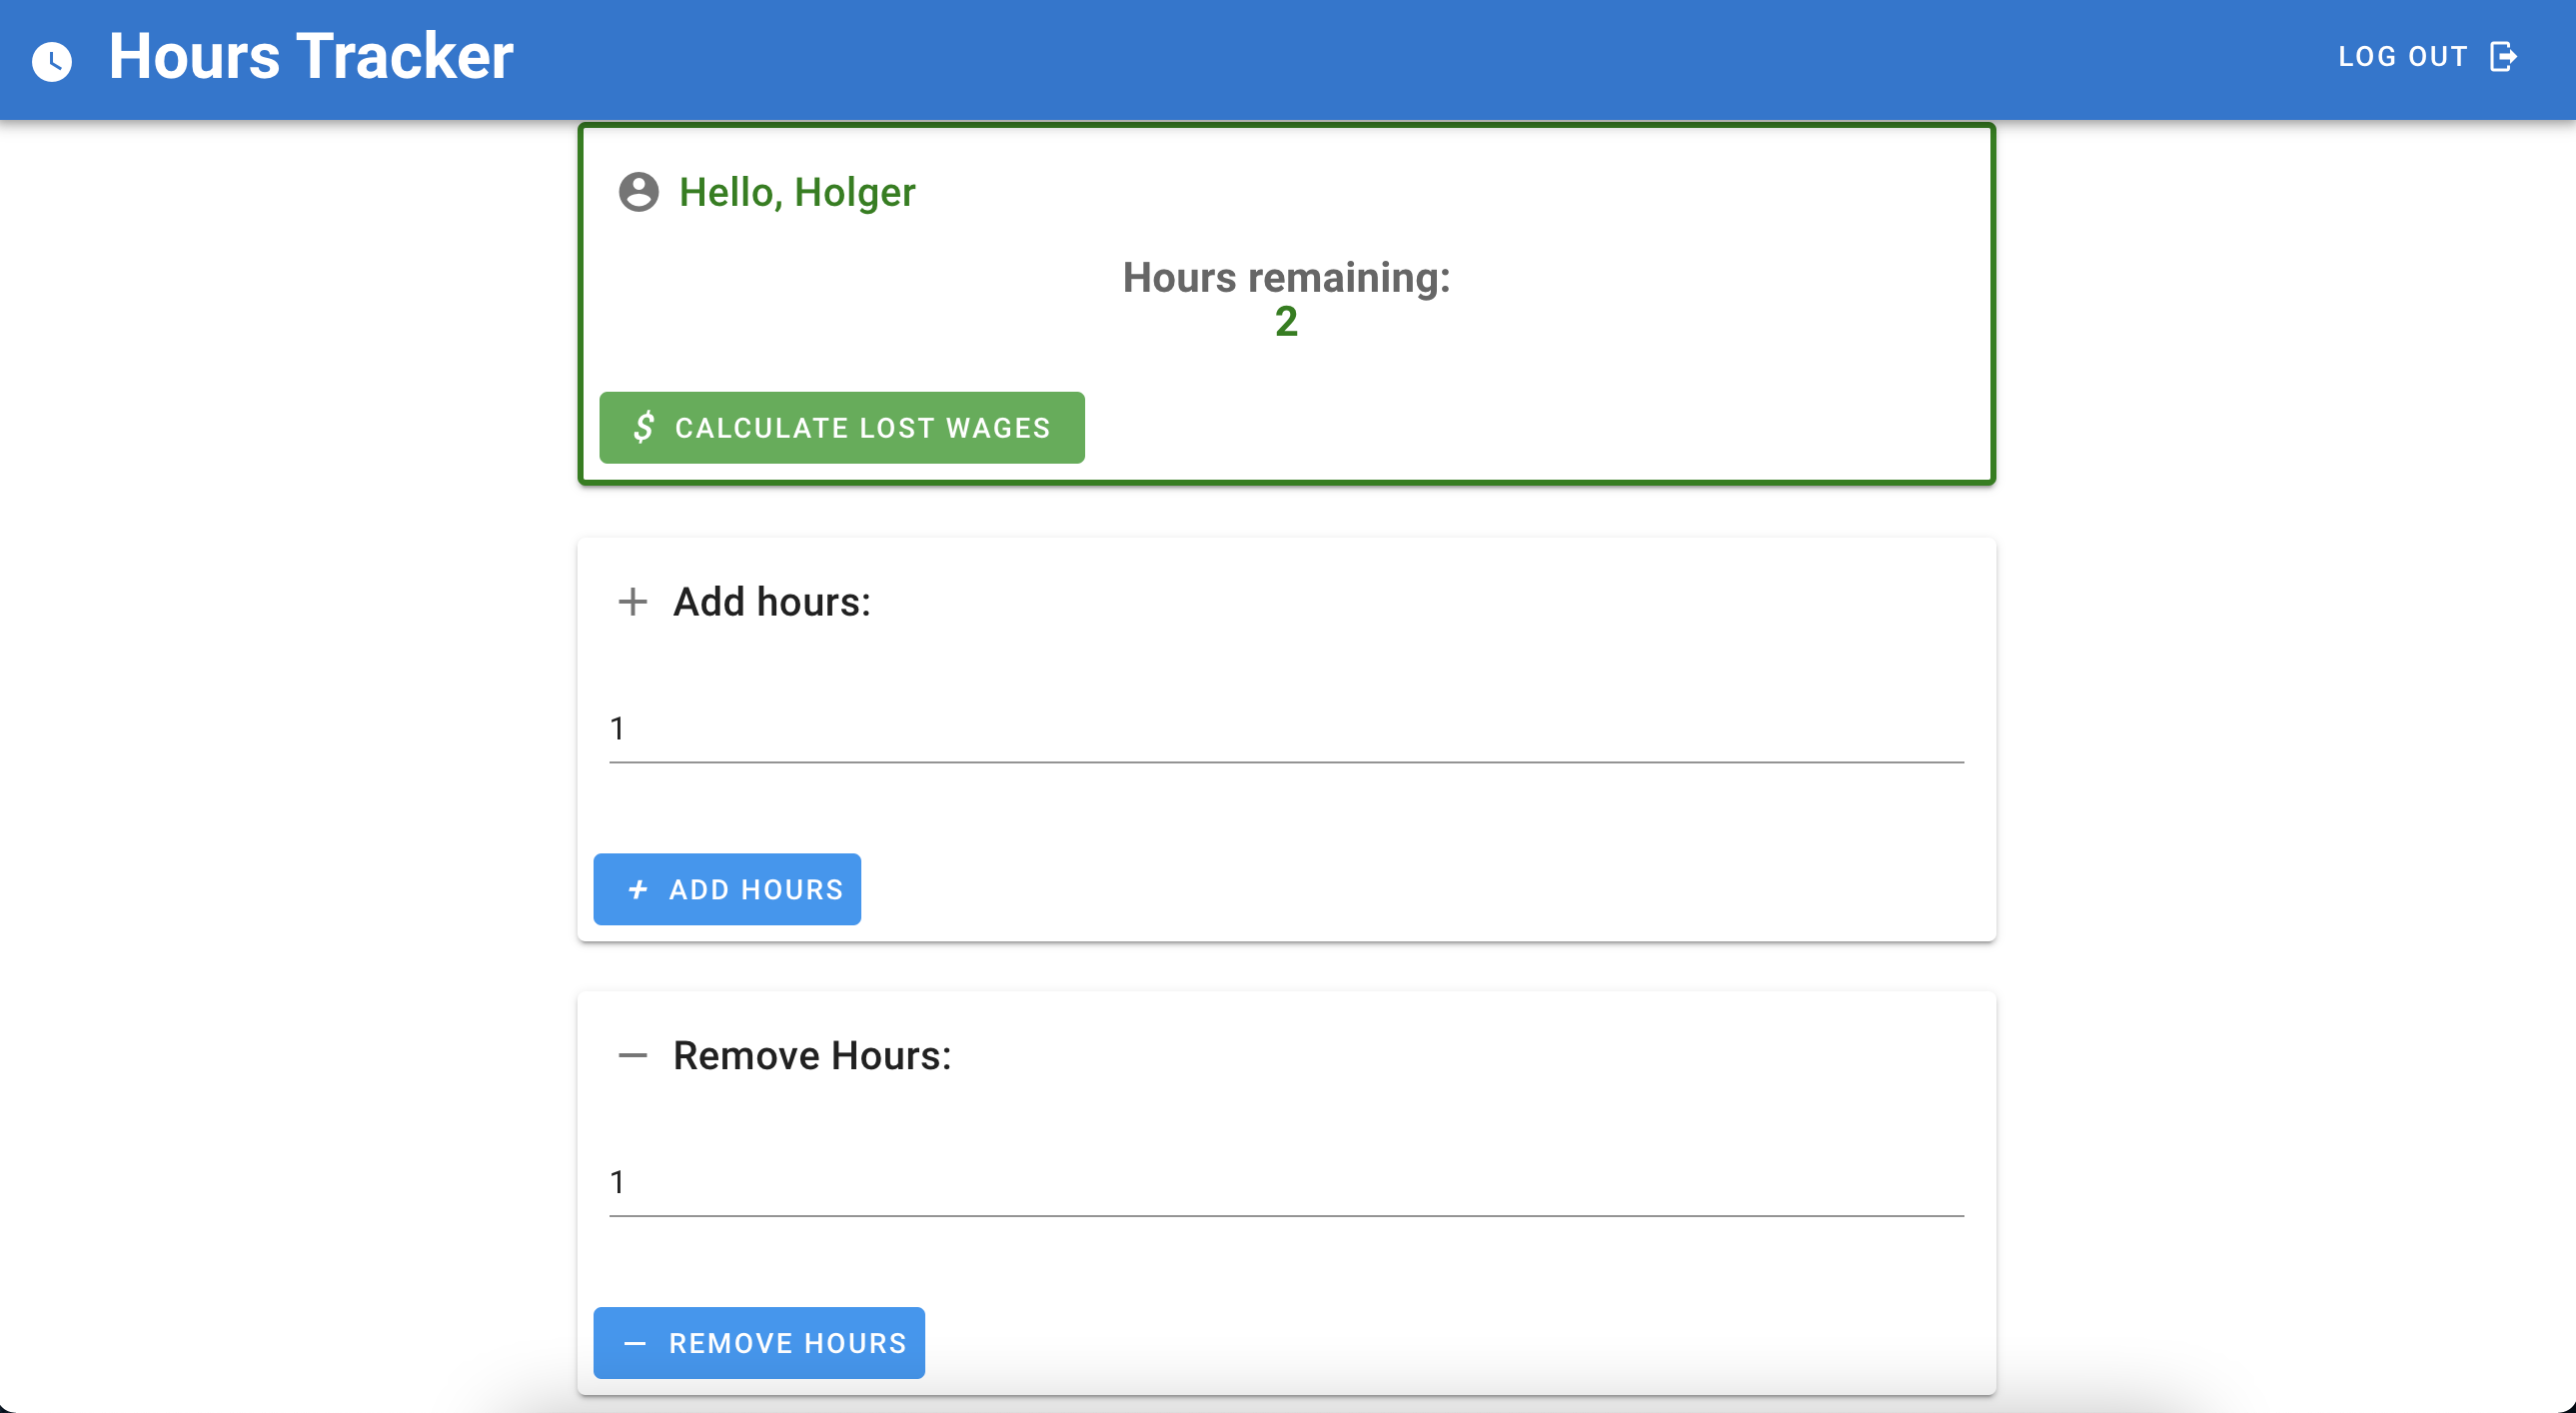 Hours Tracker
LOG OUT
Hello, Holger
Hours remaining:
2
$ CALCULATE LOST WAGES
+ Add hours:
1
+ ADD HOURS
− Remove Hours:
1
− REMOVE HOURS